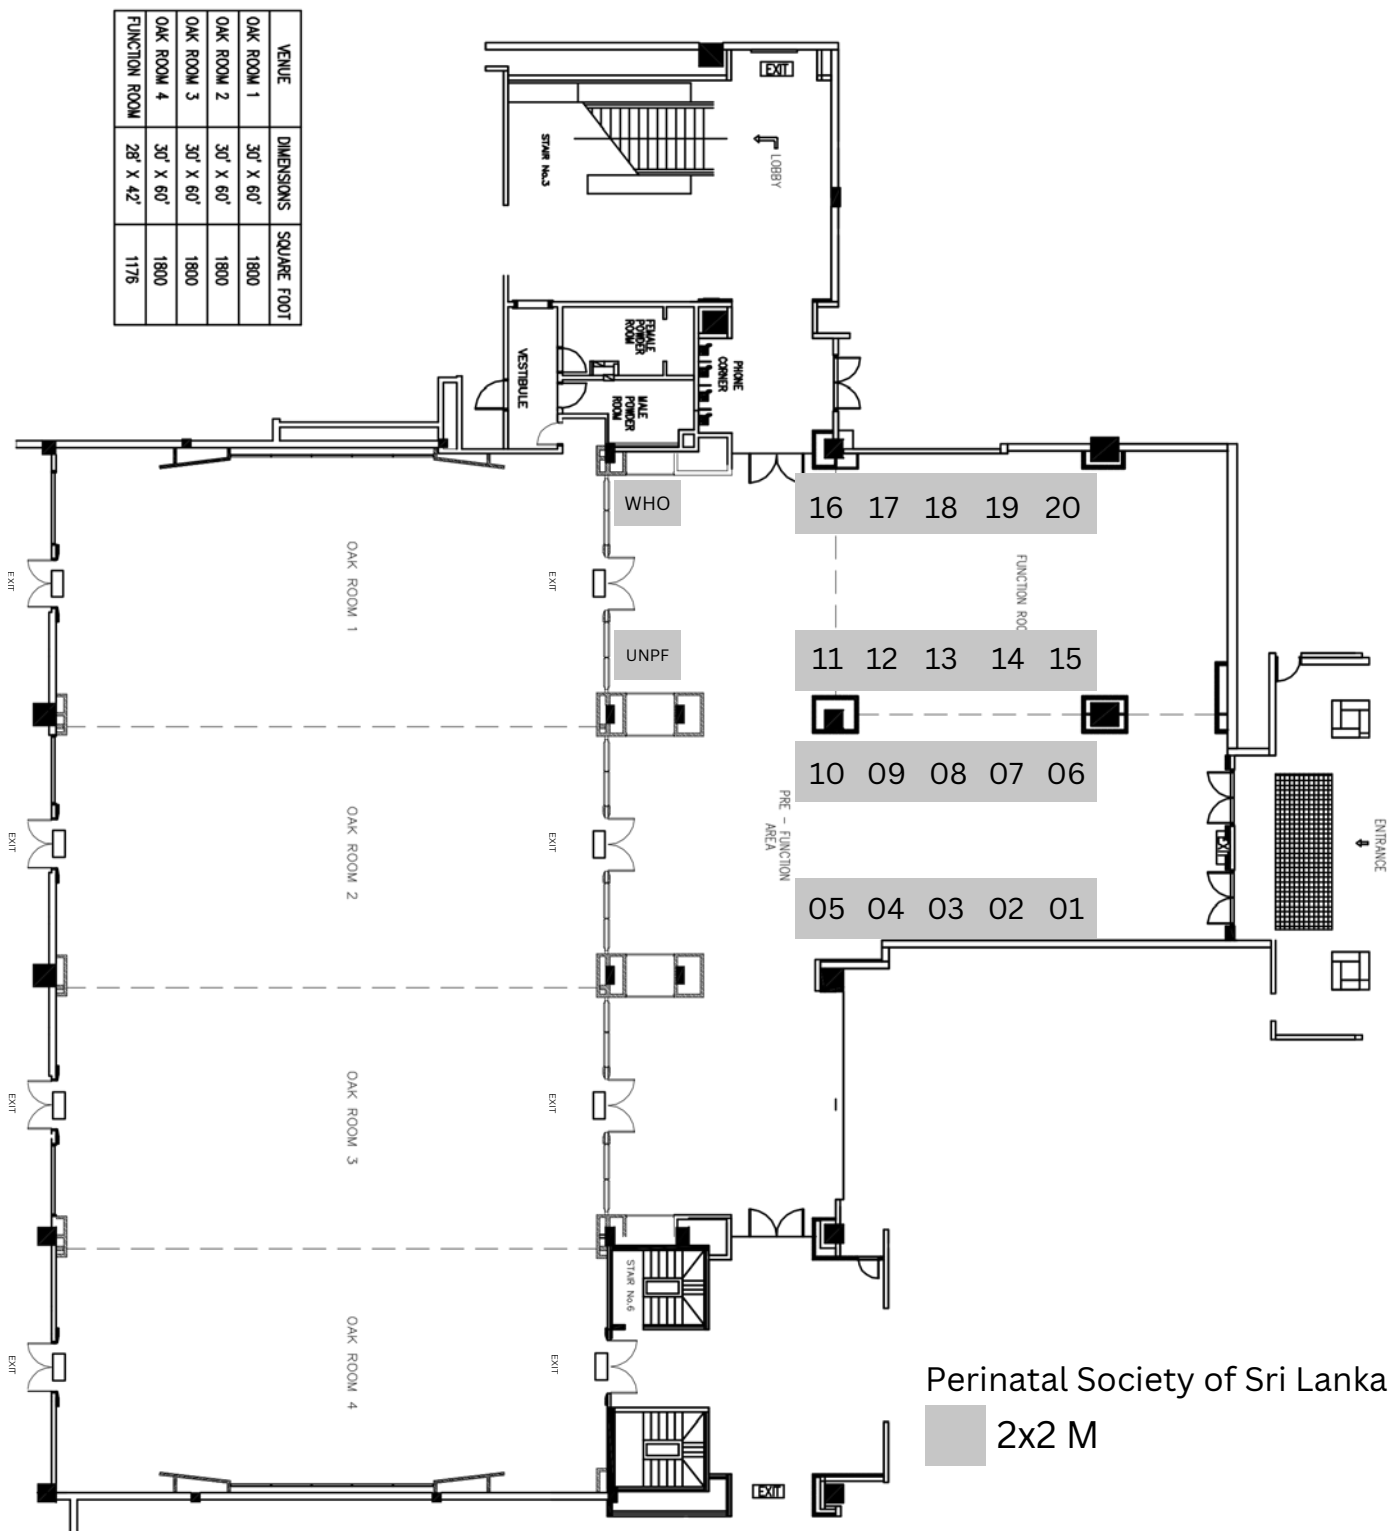 VENUE DIMENSIONS SQUARE FOOT
OAK ROOM 1 30' X 60' 1800
OAK ROOM 2 30' X 60' 1800
OAK ROOM 3 30' X 60' 1800
OAK ROOM 4 30' X 60' 1800
FUNCTION ROOM 28' X 42' 1176
EXIT
LOBBY
STAIR No.3
FEMALE
POWDER
ROOM
MALE
POWDER
ROOM
PHONE
CORNER
VESTIBULE
WHO
16 17 18 19 20
OAK ROOM 1
EXIT
EXIT
FUNCTION ROO
UNPF
11 12 13 14 15
10 09 08 07 06
PRE - FUNCTION
AREA
OAK ROOM 2
EXIT
EXIT
EXIT
ENTRANCE
05 04 03 02 01
OAK ROOM 3
EXIT
EXIT
STAIR No.6
OAK ROOM 4
EXIT
EXIT
Perinatal Society of Sri Lanka
2x2 M
EXIT